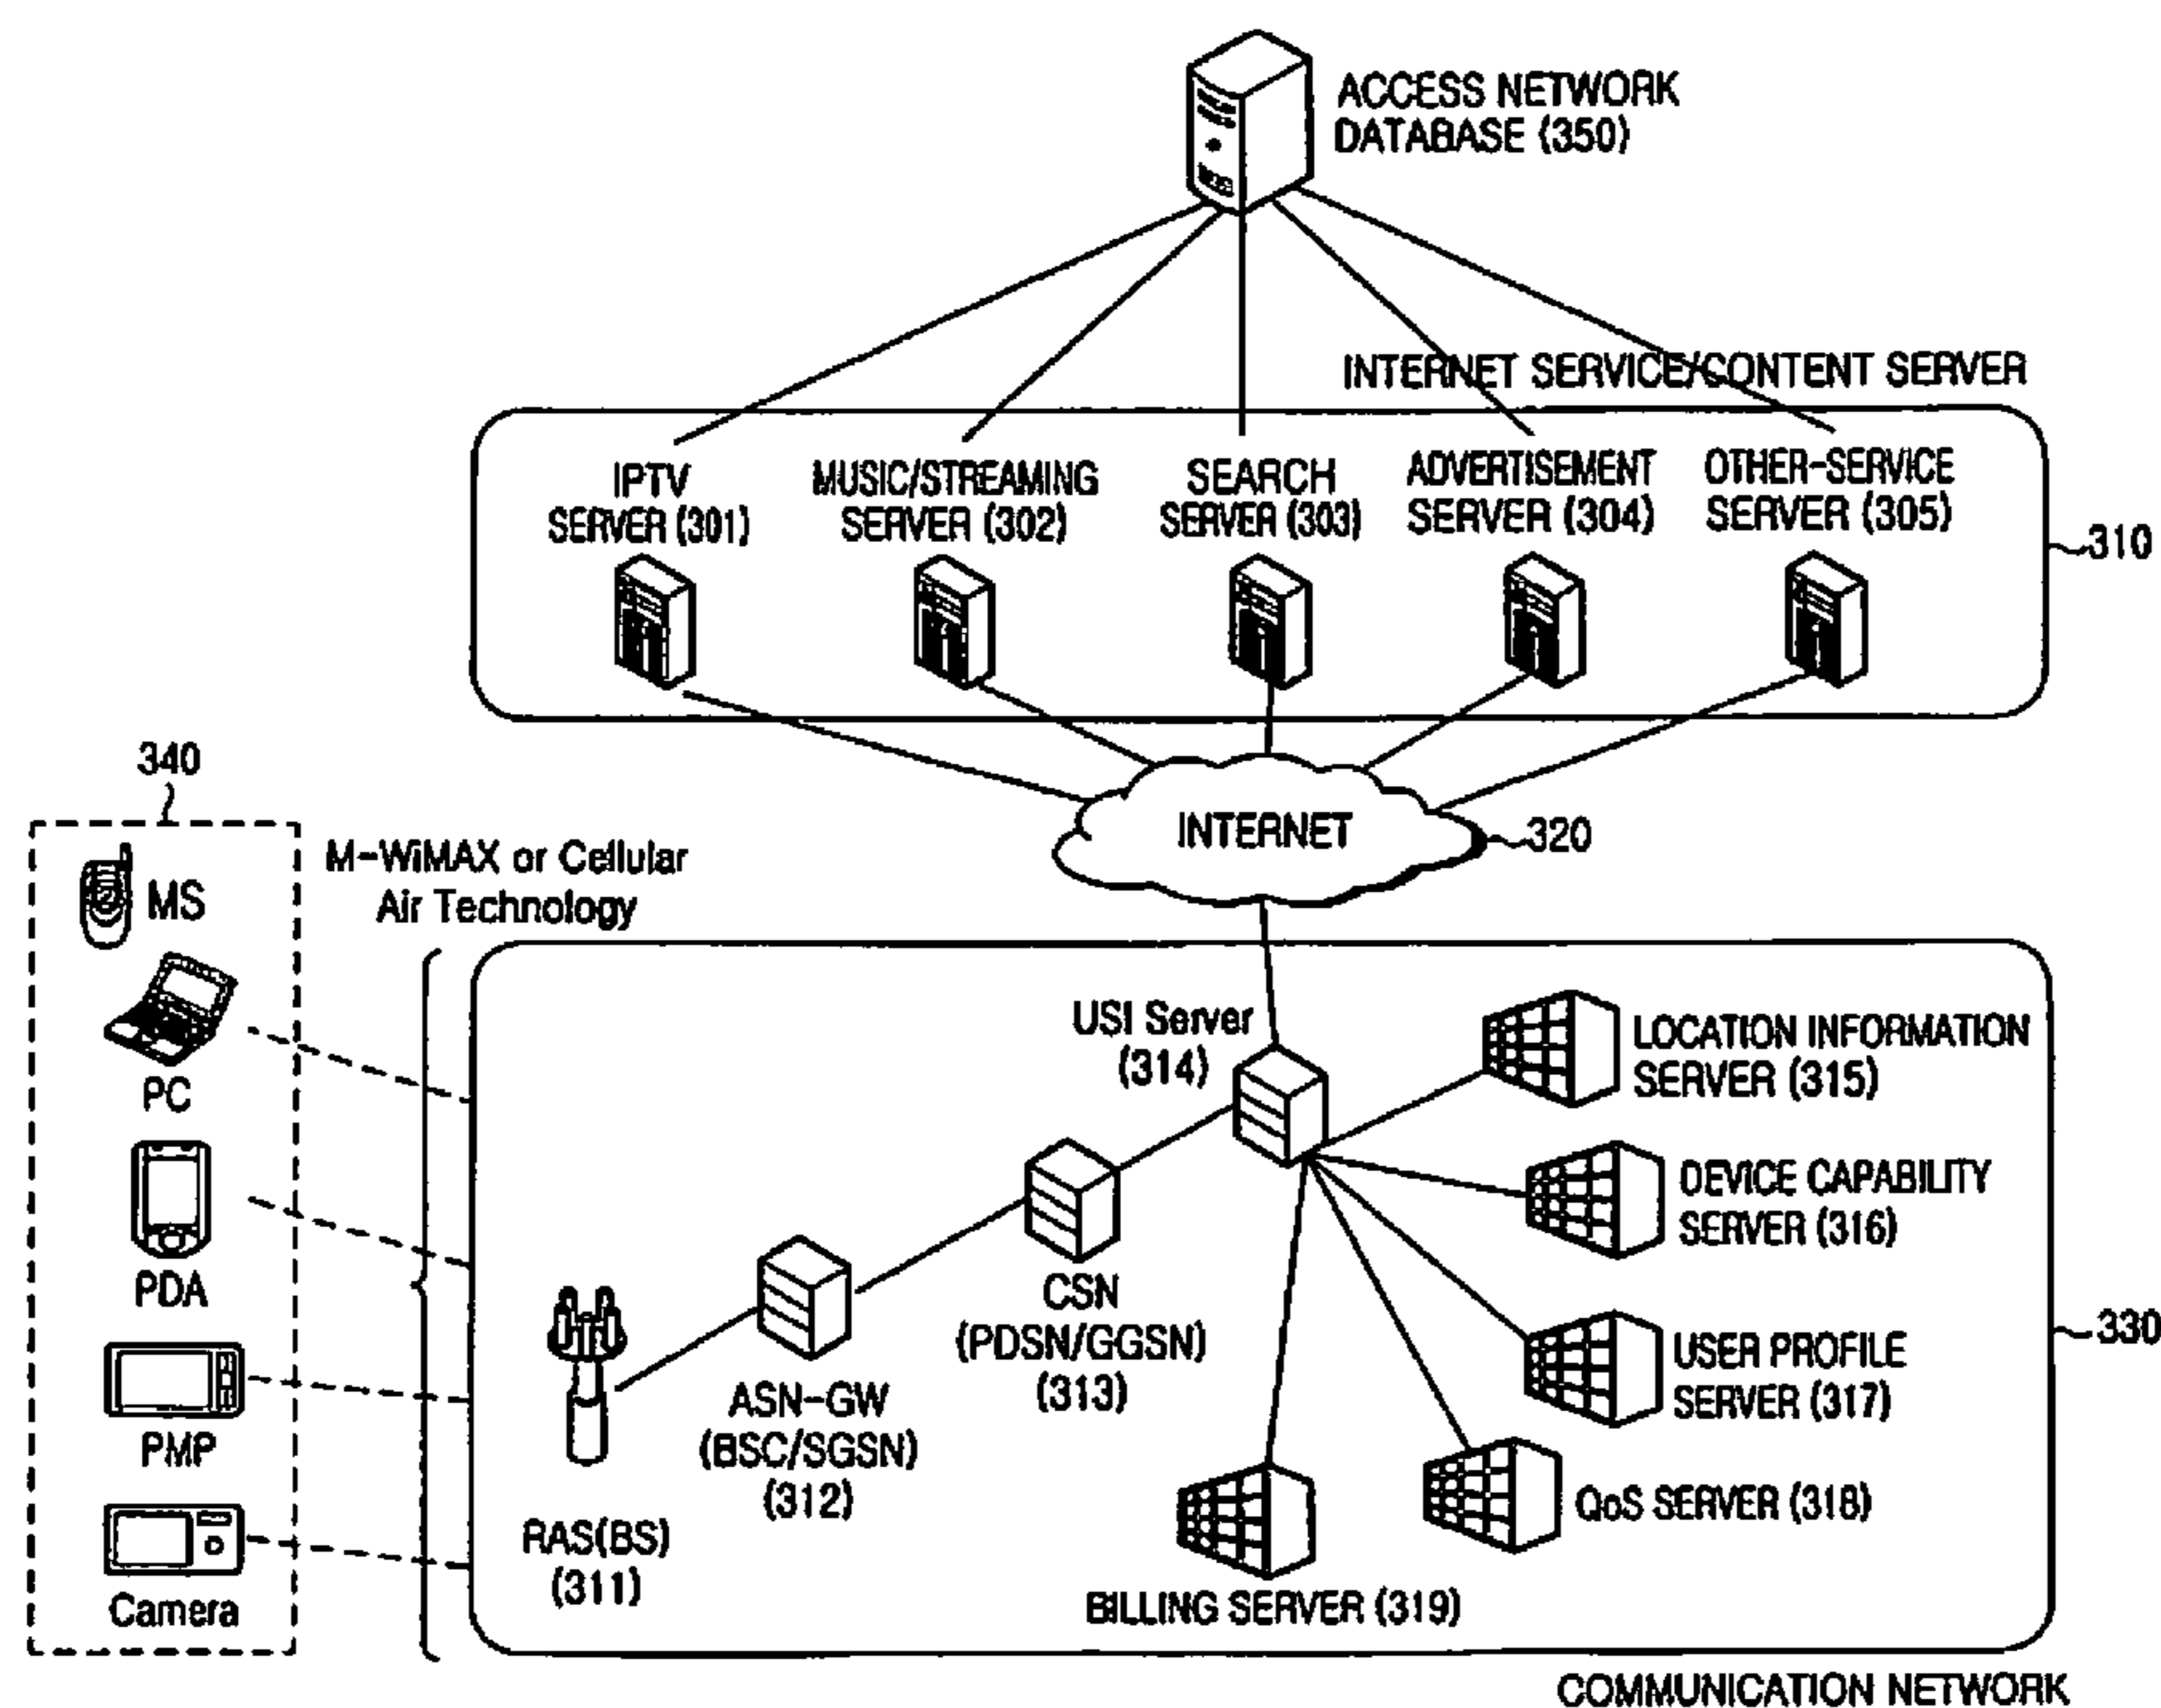 ACCESS NETWORK
DATABASE (350)
INTERNET SERVICE/CONTENT SERVER
IPTV
SERVER (301)
MUSIC/STREAMING
SERVER (302)
SEARCH
SERVER (303)
ADVERTISEMENT
SERVER (304)
OTHER-SERVICE
SERVER (305)
310
340
INTERNET
320
M-WiMAX or Cellular
Air Technology
MS
PC
PDA
PMP
Camera
USI Server
(314)
LOCATION INFORMATION
SERVER (315)
DEVICE CAPABILITY
SERVER (316)
CSN
(PDSN/GGSN)
(313)
USER PROFILE
SERVER (317)
330
ASN-GW
(BSC/SGSN)
(312)
QoS SERVER (318)
RAS(BS)
(311)
BILLING SERVER (319)
COMMUNICATION NETWORK